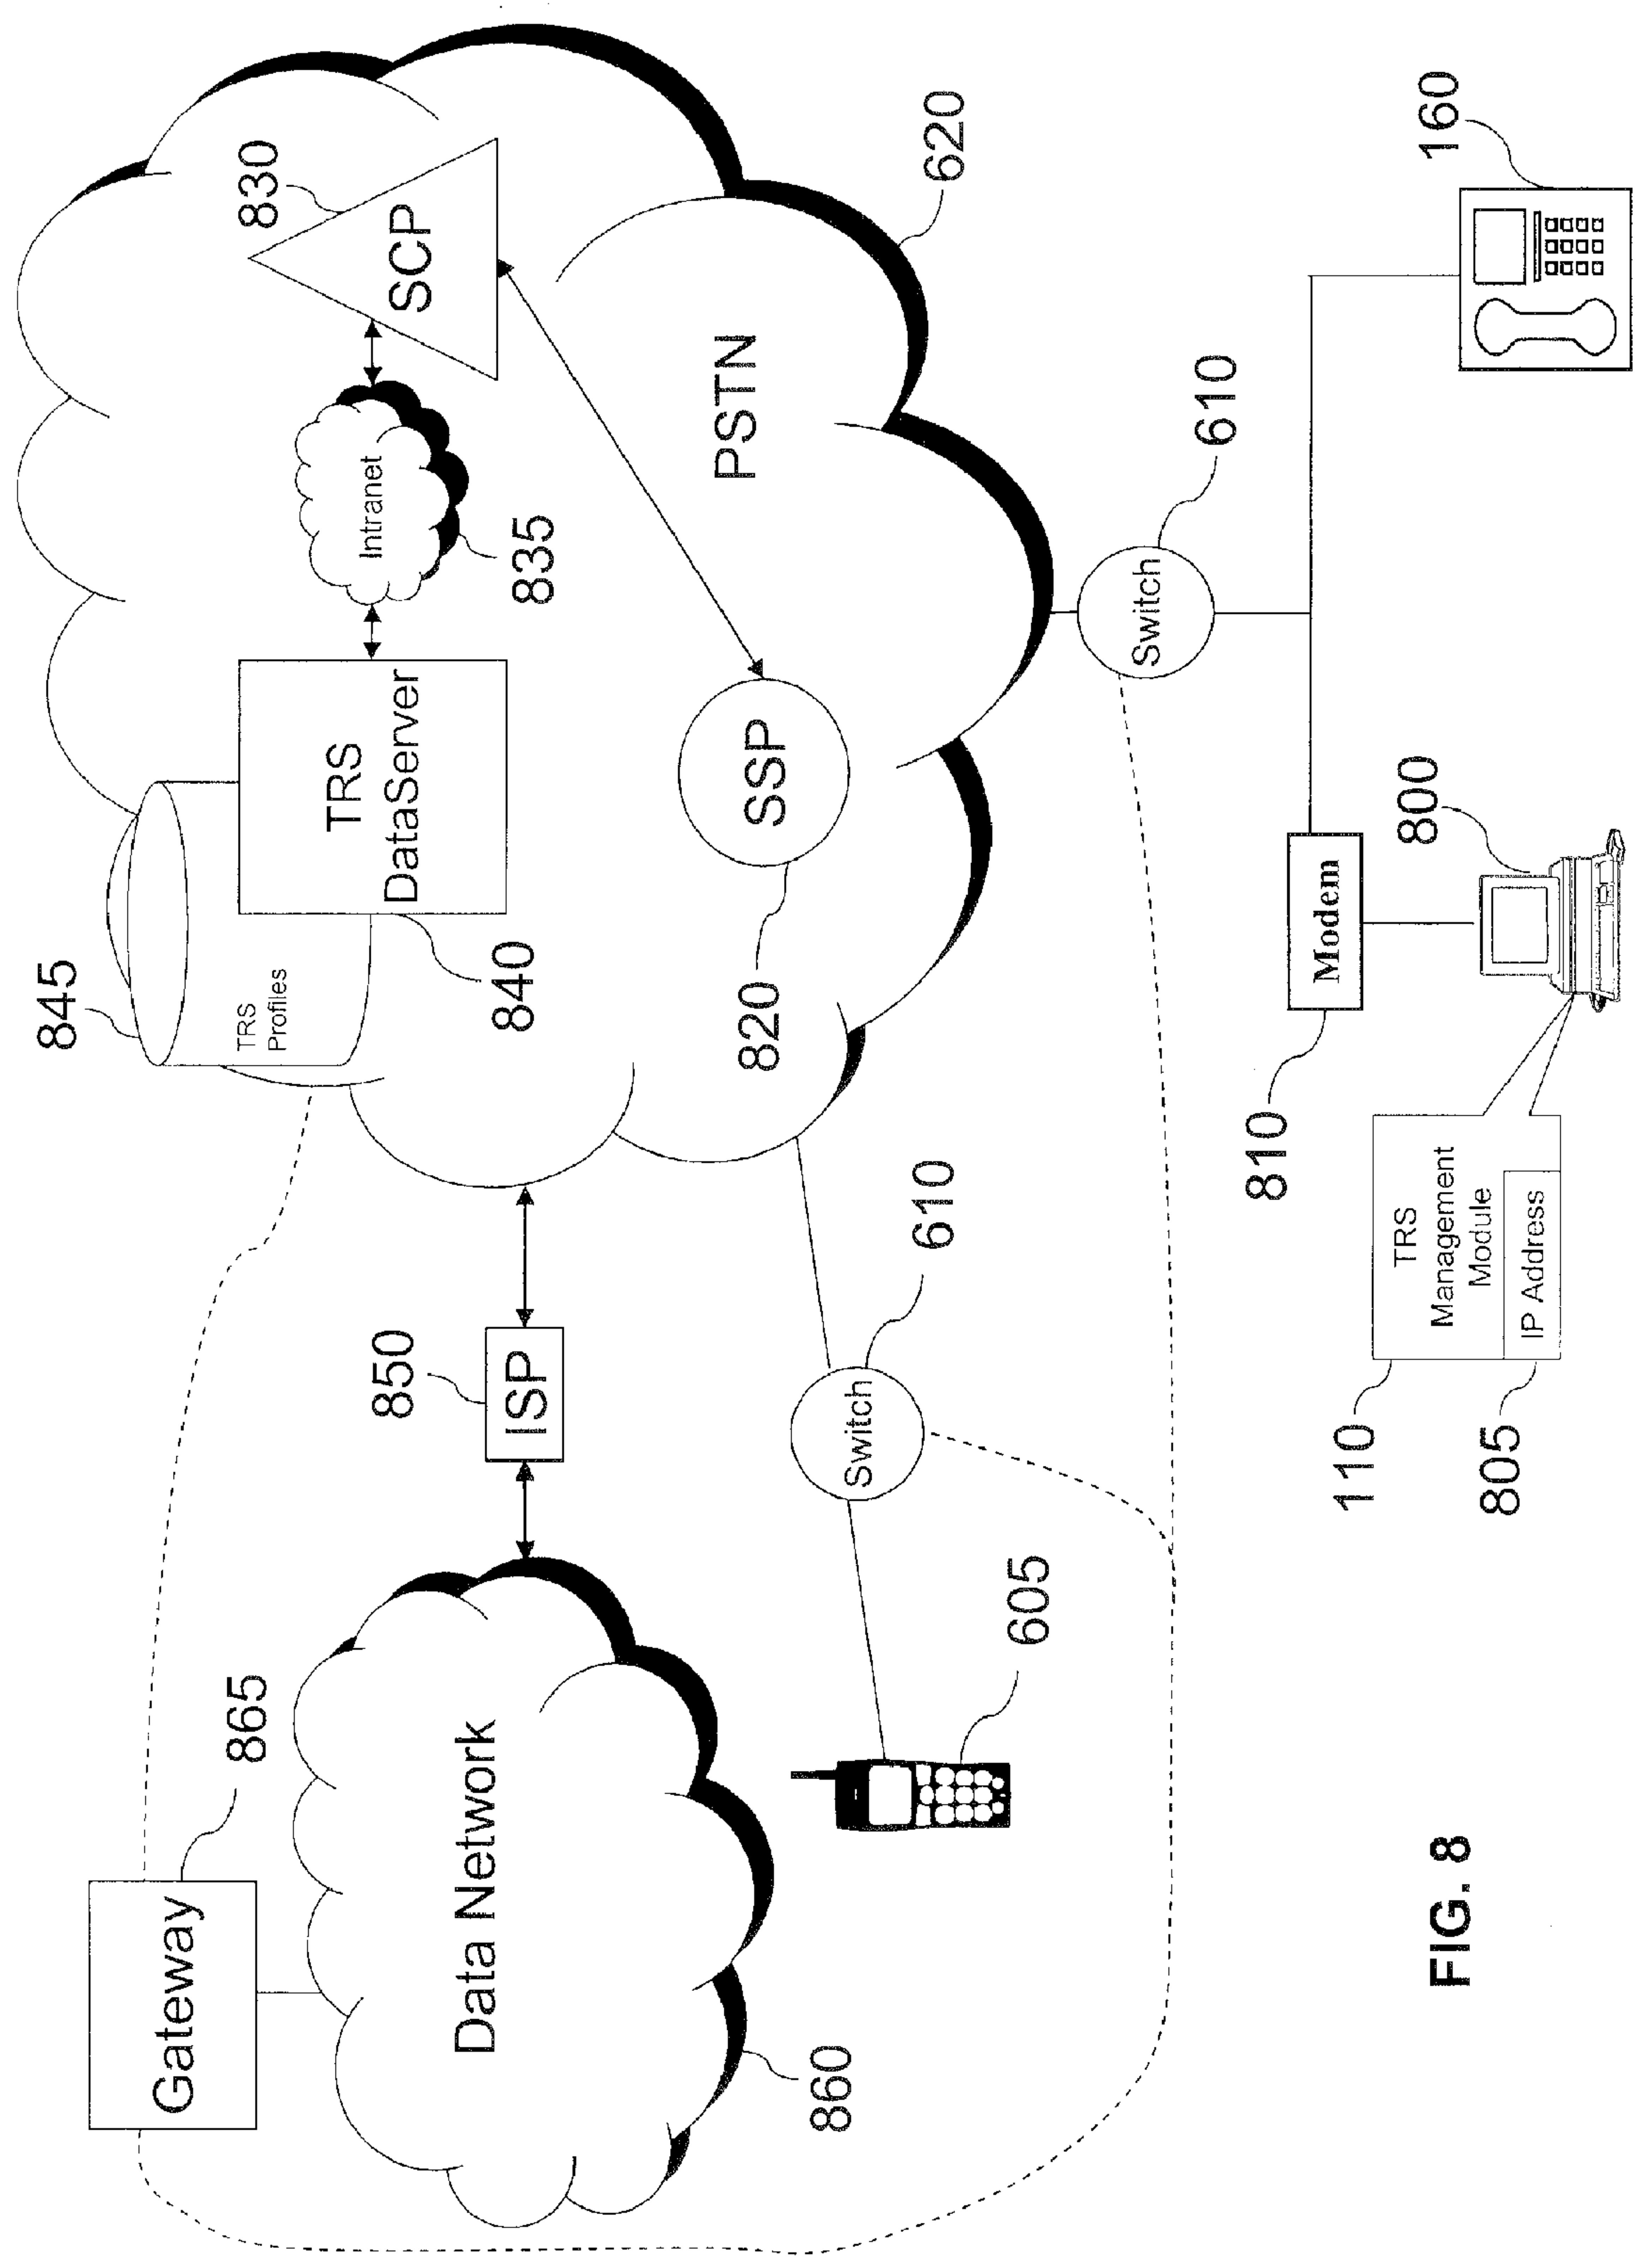 Gateway
865
845
TRS
Profiles
TRS
DataServer
840
830
SCP
Intranet
835
850
ISP
Data Network
860
820
SSP
PSTN
620
Switch
610
605
Switch
610
810
Modem
160
800
110
TRS
Management
Module
805
IP Address
FIG. 8